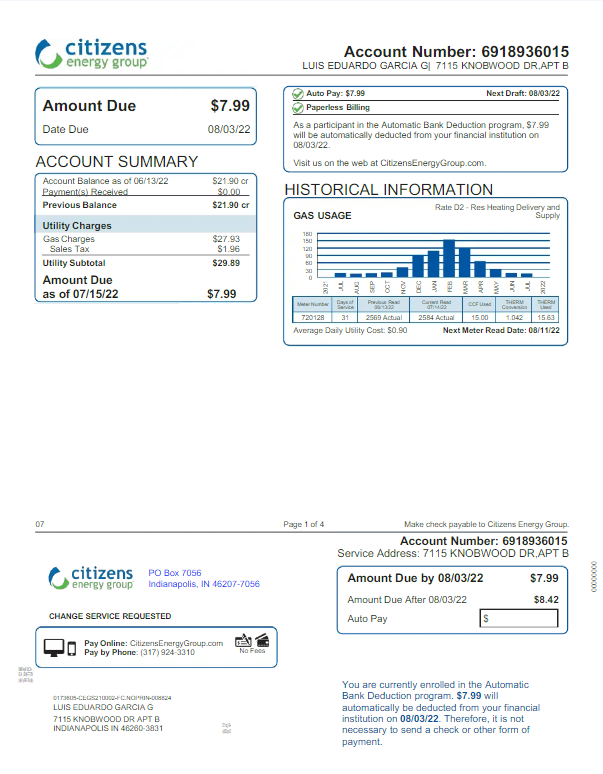 citizens
energy group
Account Number: 6918936015
LUIS EDUARDO GARCIA G| 7115 KNOBWOOD DR,APT B
Amount Due $7.99
Date Due 08/03/22
ACCOUNT SUMMARY
Account Balance as of 06/13/22 $21.90 cr
Payment(s) Received $0.00
Previous Balance $21.90 cr
Utility Charges
Gas Charges $27.93
Sales Tax $1.96
Utility Subtotal $29.89
Amount Due
as of 07/15/22 $7.99
Auto Pay: $7.99 Next Draft: 08/03/22
Paperless Billing
As a participant in the Automatic Bank Deduction program, $7.99
will be automatically deducted from your financial institution on
08/03/22.
Visit us on the web at CitizensEnergyGroup.com.
HISTORICAL INFORMATION
GAS USAGE
Rate D2 - Res Heating Delivery and
Supply
180
150
120
90
60
30
0
2021 JUL AUG SEP OCT NOV DEC JAN FEB MAR APR MAY JUN JUL 2022
Meter Number Days of Service Previous Read 06/13/22 Current Read 07/14/22 CCF Used THERM Conversion THERM Used
720128 31 2569 Actual 2584 Actual 15.00 1.042 15.63
Average Daily Utility Cost: $0.90 Next Meter Read Date: 08/11/22
07 Page 1 of 4 Make check payable to Citizens Energy Group.
Account Number: 6918936015
Service Address: 7115 KNOBWOOD DR,APT B
citizens
energy group
PO Box 7056
Indianapolis, IN 46207-7056
Amount Due by 08/03/22 $7.99
Amount Due After 08/03/22 $8.42
Auto Pay $
00000000
CHANGE SERVICE REQUESTED
Pay Online: CitizensEnergyGroup.com
Pay by Phone: (317) 924-3310
No Fees
0173605-CEGS210002-FC.NOPRIN-008824
LUIS EDUARDO GARCIA G
7115 KNOBWOOD DR APT B
INDIANAPOLIS IN 46260-3831
You are currently enrolled in the Automatic
Bank Deduction program. $7.99 will
automatically be deducted from your financial
institution on 08/03/22. Therefore, it is not
necessary to send a check or other form of
payment.